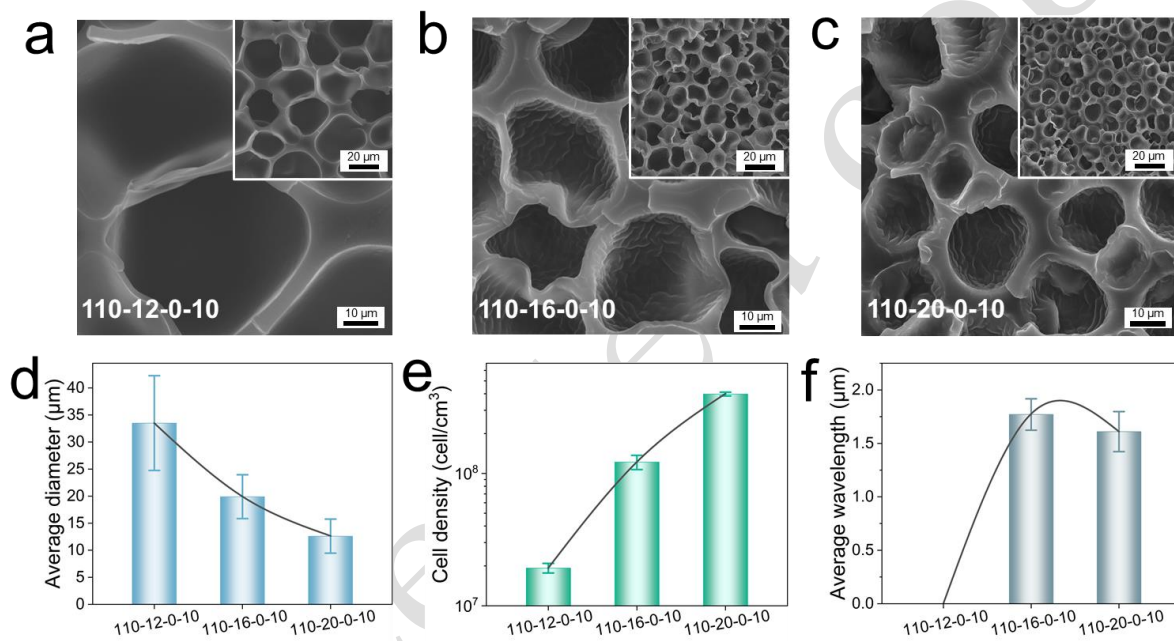 a
20 µm
110-12-0-10
10 µm
b
20 µm
110-16-0-10
10 µm
c
20 µm
110-20-0-10
10 µm
d
Average diameter (µm)
40
35
30
25
20
15
10
5
0
110-12-0-10
110-16-0-10
110-20-0-10
e
Cell density (cell/cm³)
10⁸
10⁷
110-12-0-10
110-16-0-10
110-20-0-10
f
Average wavelength (µm)
2.0
1.5
1.0
0.5
0.0
110-12-0-10
110-16-0-10
110-20-0-10